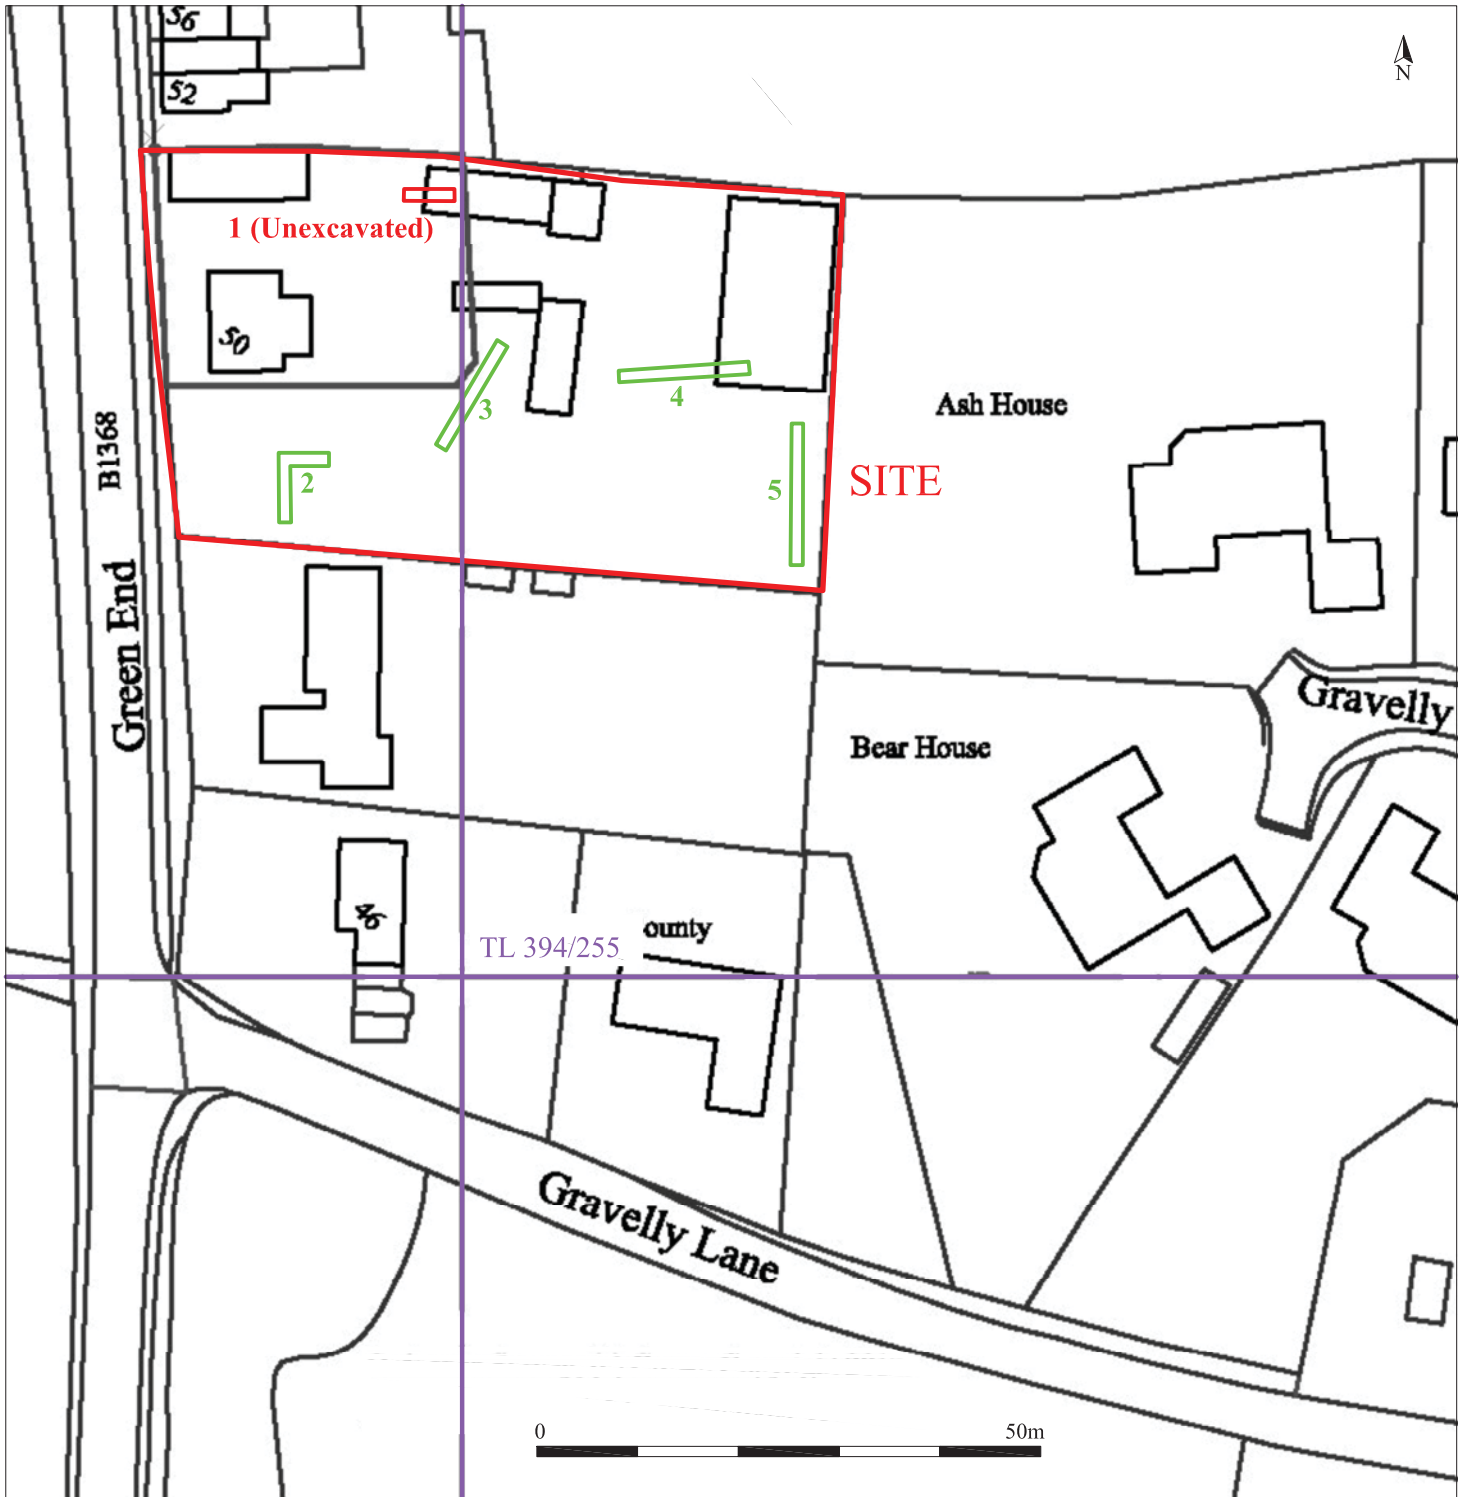 56
52
N
1 (Unexcavated)
50
4
3
Ash House
B1368
2
5
SITE
Green End
Gravelly
Bear House
46
ounty
TL 394/255
Gravelly Lane
0
50m